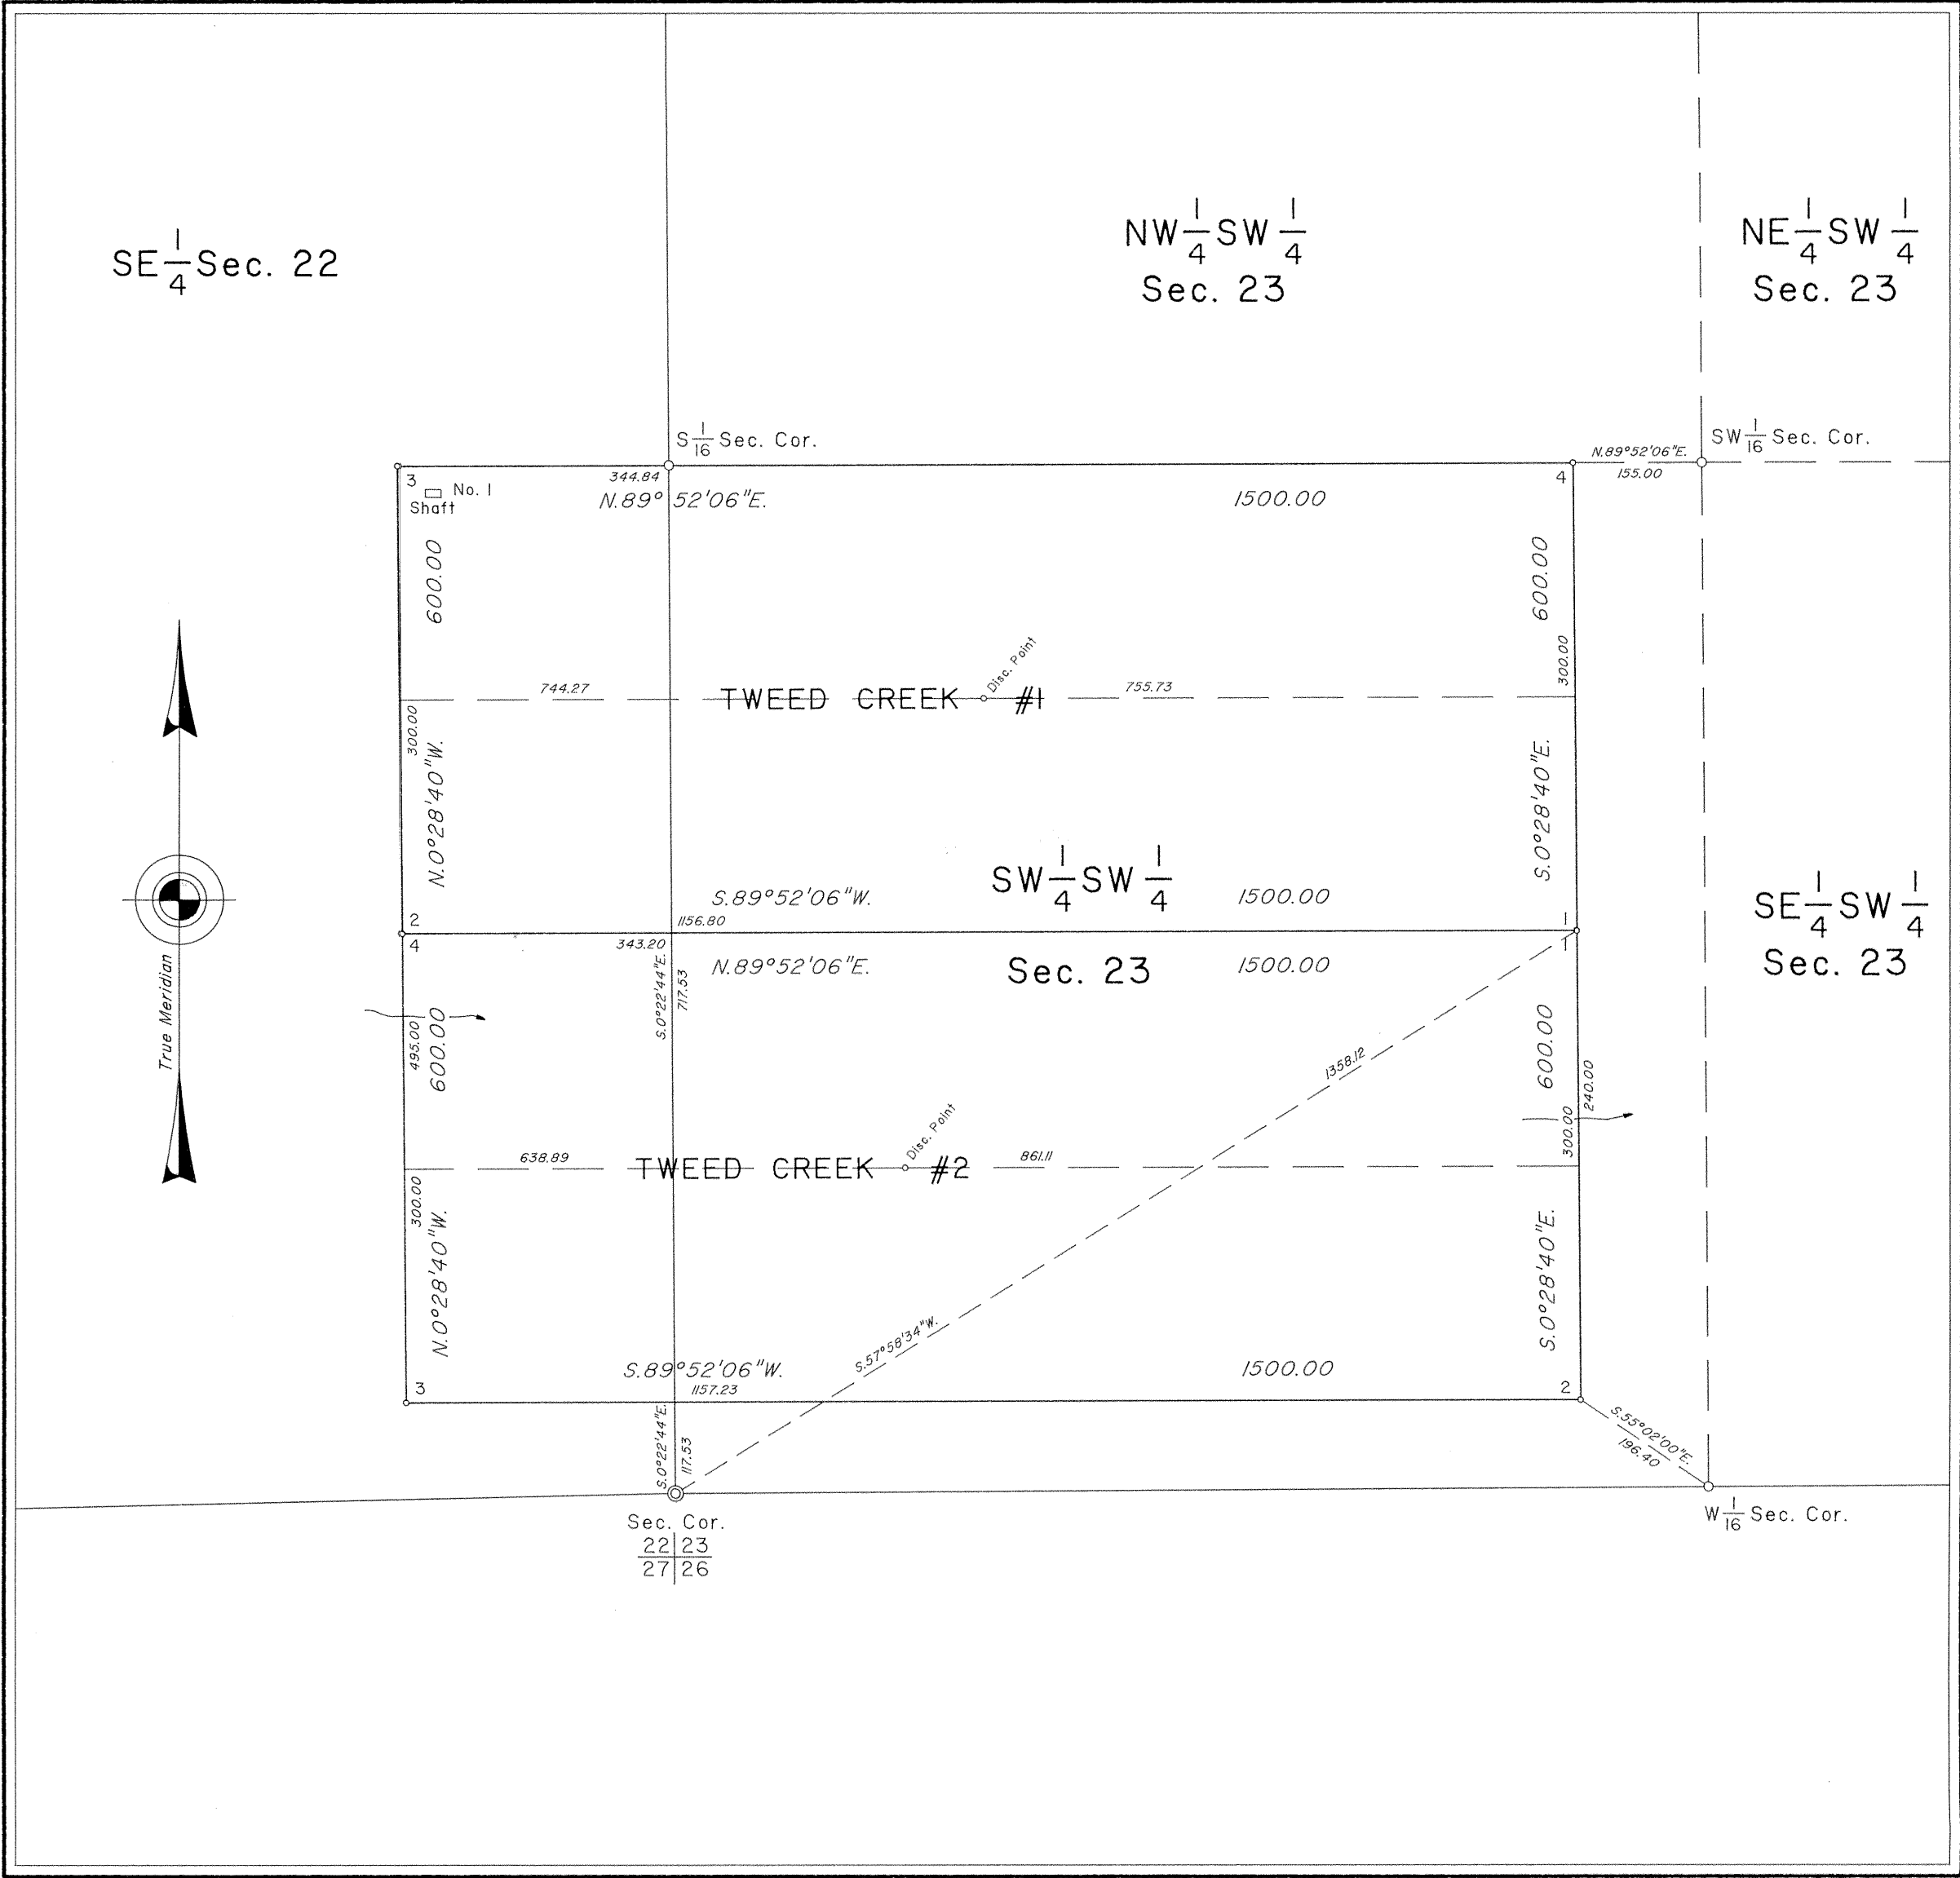 SE 1/4 Sec. 22
NW 1/4 SW 1/4
Sec. 23
NE 1/4 SW 1/4
Sec. 23
S 1/16 Sec. Cor.
SW 1/16 Sec. Cor.
N.89°52'06"E.
155.00
3
No. 1
Shaft
344.84
N.89°52'06"E.
1500.00
4
600.00
600.00
300.00
744.27
TWEED CREEK #1
Disc. Point
755.73
300.00
N.0°28'40"W.
S.0°28'40"E.
SW 1/4 SW 1/4
Sec. 23
SE 1/4 SW 1/4
Sec. 23
S.89°52'06"W.
1500.00
2
1156.80
1
4
343.20
N.89°52'06"E.
1500.00
1
S.0°22'44"E.
717.53
True Meridian
495.00
600.00
600.00
240.00
1358.12
300.00
638.89
TWEED CREEK #2
Disc. Point
861.11
300.00
N.0°28'40"W.
S.0°28'40"E.
S.57°58'34"W.
S.89°52'06"W.
1500.00
3
1157.23
2
S.0°22'44"E.
117.53
S.55°02'00"E.
196.40
W 1/16 Sec. Cor.
Sec. Cor.
22 23
27 26